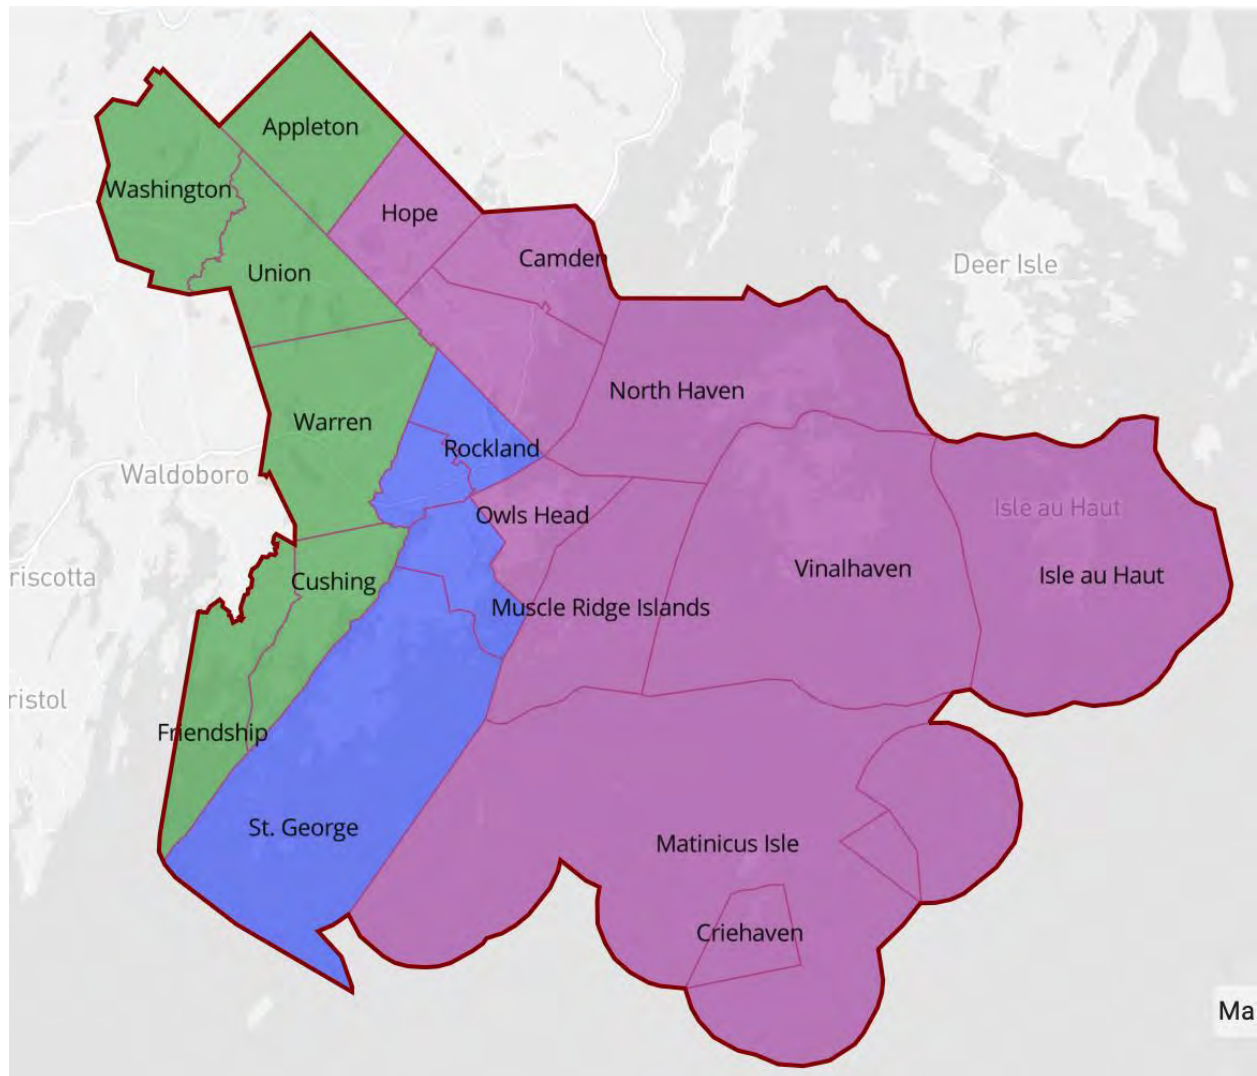 Appleton
Washington
Hope
Camden
Union
Deer Isle
North Haven
Warren
Rockland
Waldoboro
Isle au Haut
Owls Head
Vinalhaven
Isle au Haut
riscotta
Cushing
Muscle Ridge Islands
ristol
Friendship
St. George
Matinicus Isle
Criehaven
Ma